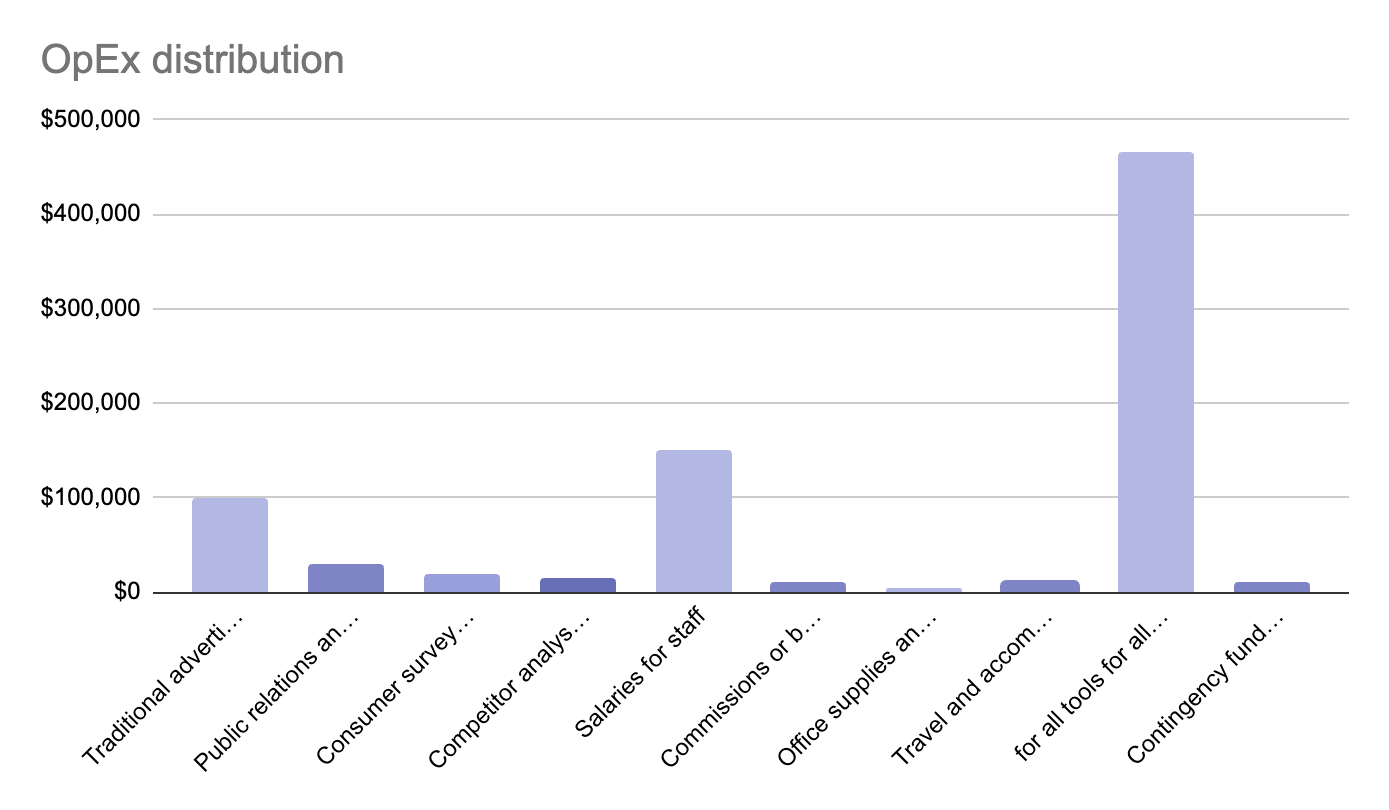 OpEx distribution
$500,000
$400,000
$300,000
$200,000
$100,000
$0
Traditional adverti...
Public relations an...
Consumer survey...
Competitor analys...
Salaries for staff
Commissions or b...
Office supplies an...
Travel and accom...
for all tools for all...
Contingency fund...